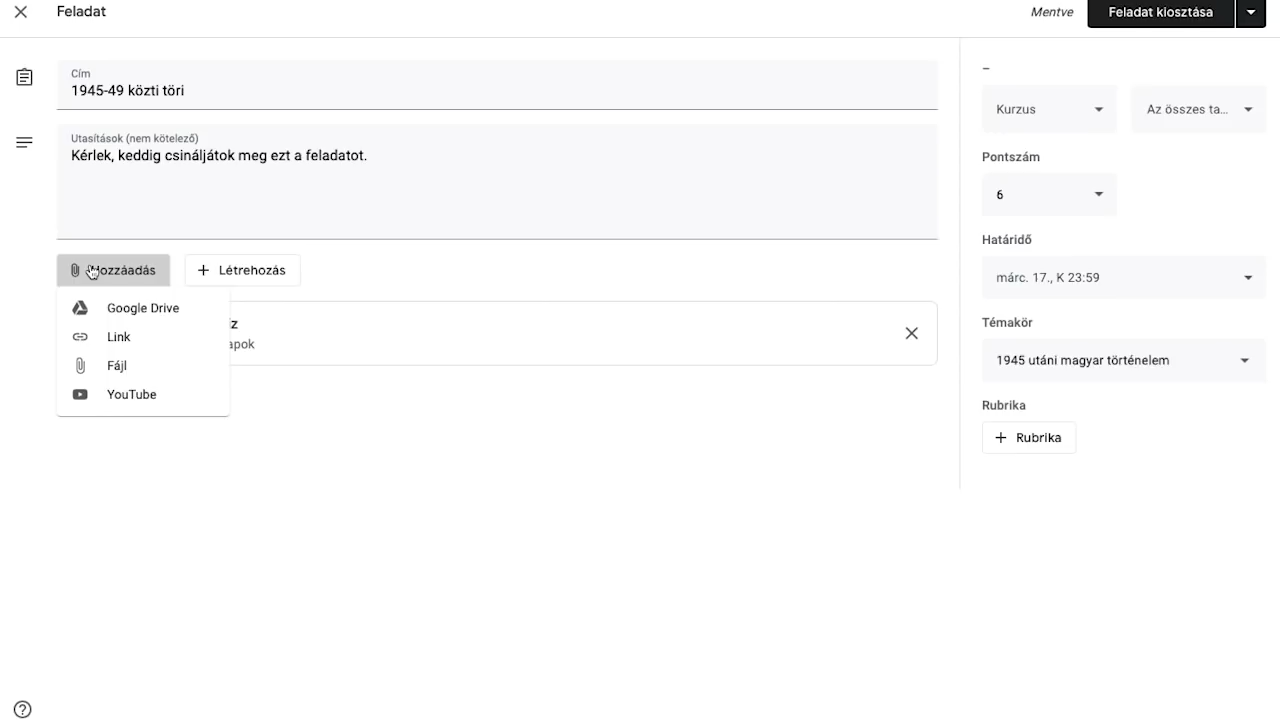 Feladat
Mentve
Feladat kiosztása
Cím
1945-49 közti töri
Utasítások (nem kötelező)
Kérlek, keddig csináljátok meg ezt a feladatot.
Hozzáadás
Létrehozás
Google Drive
Link
Fájl
YouTube
–
Kurzus
Az összes ta...
Pontszám
6
Határidő
márc. 17., K 23:59
Témakör
1945 utáni magyar történelem
Rubrika
Rubrika